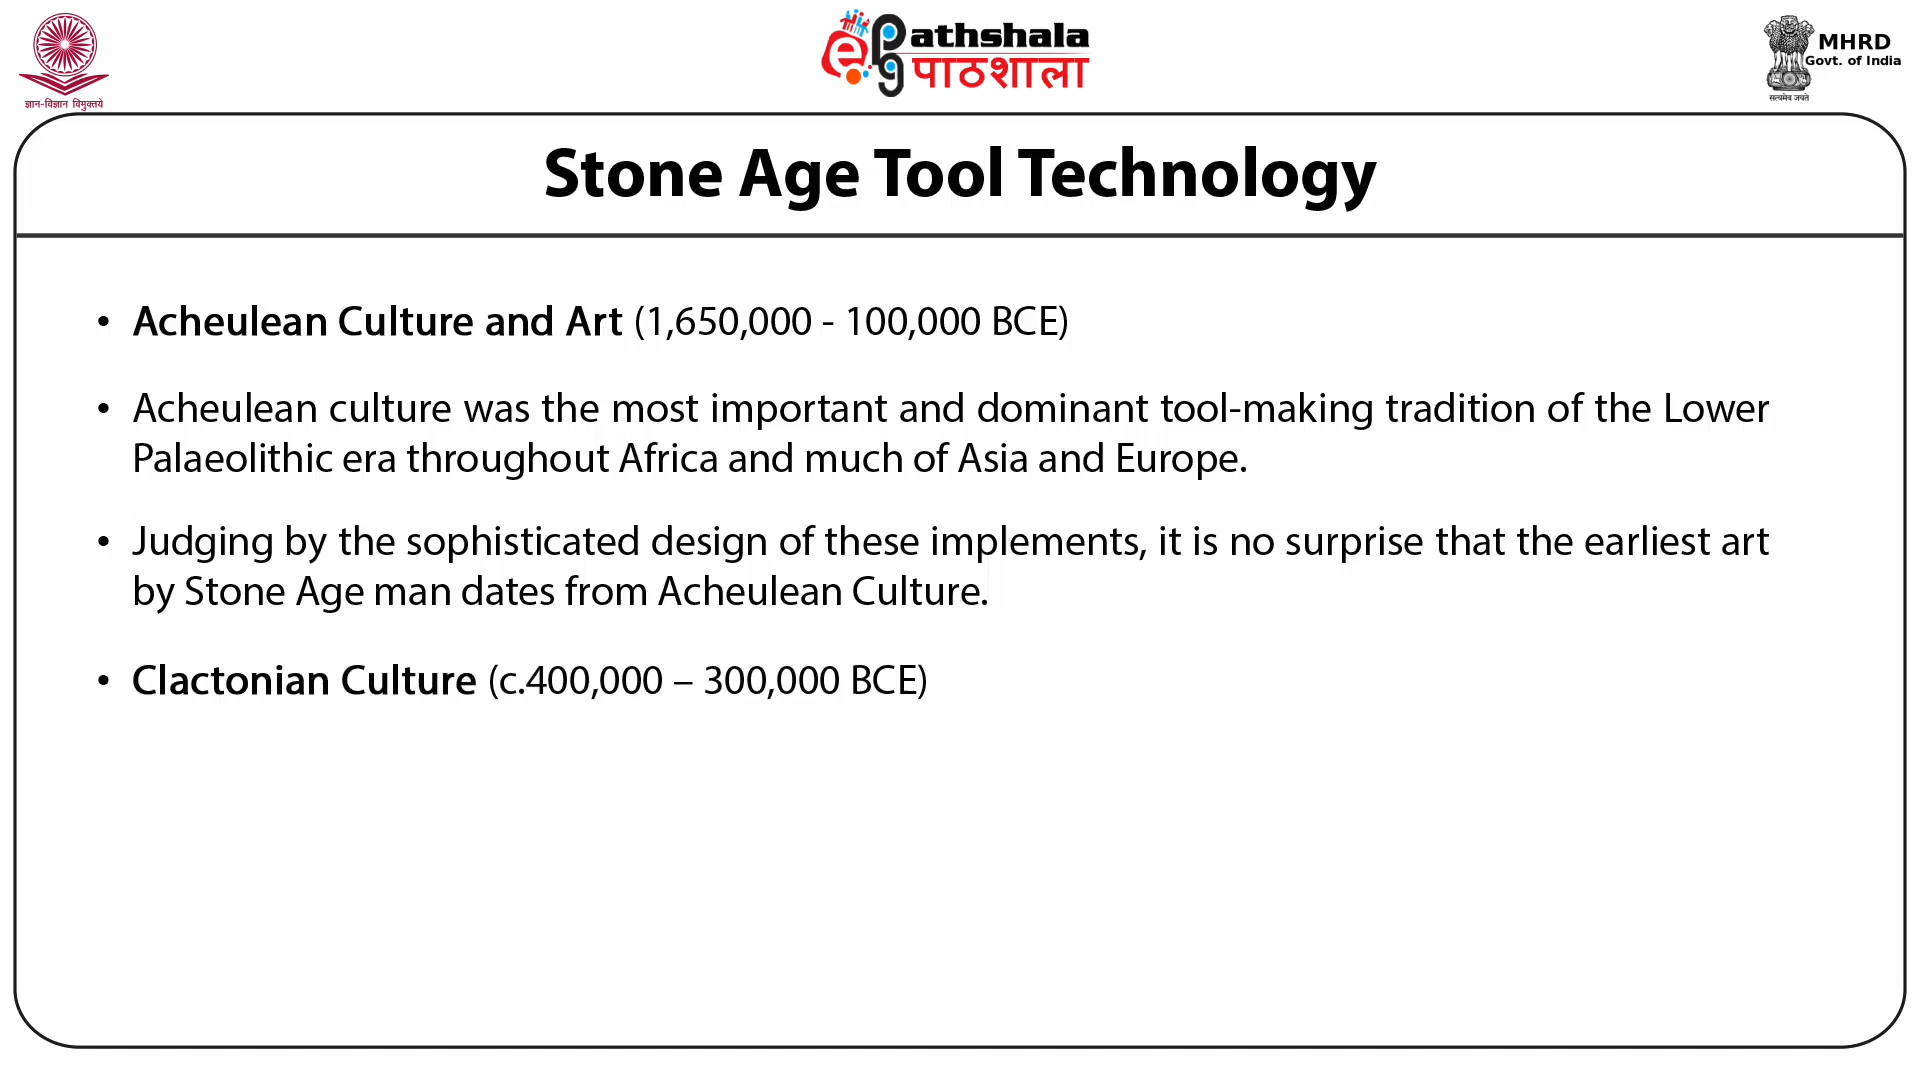 ज्ञान-विज्ञान विमुक्तये
ePathshala
पाठशाला
MHRD
Govt. of India
सत्यमेव जयते
Stone Age Tool Technology
• Acheulean Culture and Art (1,650,000 - 100,000 BCE)
• Acheulean culture was the most important and dominant tool-making tradition of the Lower
Palaeolithic era throughout Africa and much of Asia and Europe.
• Judging by the sophisticated design of these implements, it is no surprise that the earliest art
by Stone Age man dates from Acheulean Culture.
• Clactonian Culture (c.400,000 – 300,000 BCE)